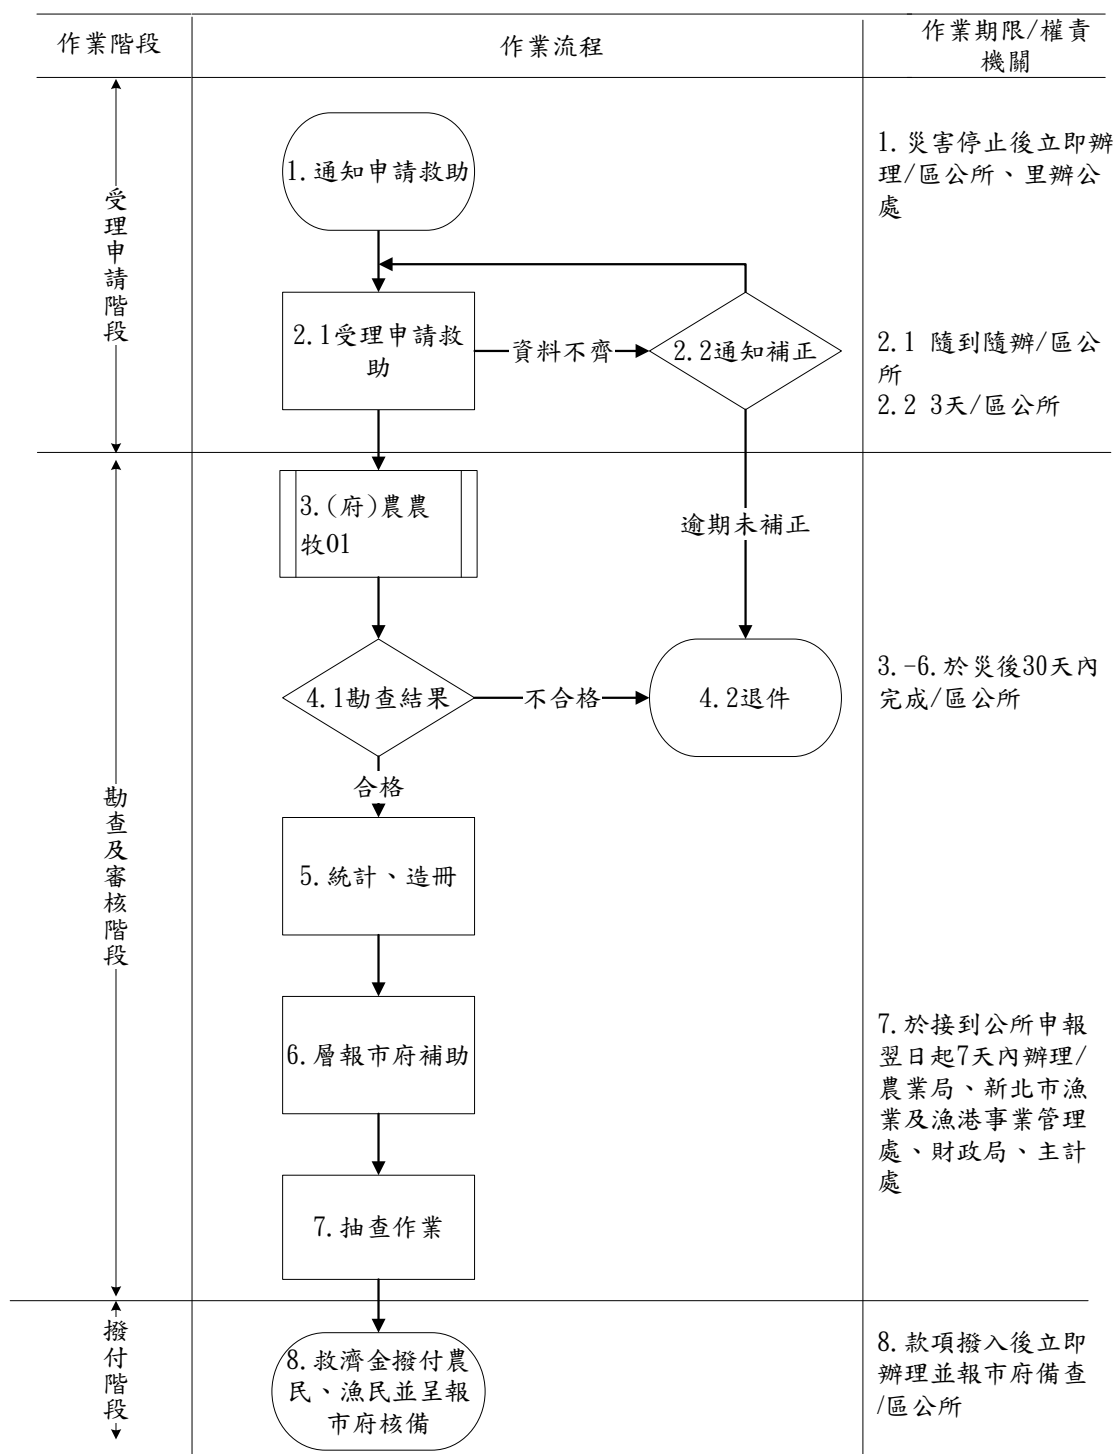 作業階段
作業流程
作業期限/權責
機關
受理申請階段
1.通知申請救助
1.災害停止後立即辦
理/區公所、里辦公
處
2.1受理申請救
助
資料不齊
2.2通知補正
2.1 隨到隨辦/區公
所
2.2 3天/區公所
勘查及審核階段
3.(府)農農
牧01
逾期未補正
4.1勘查結果
不合格
4.2退件
3.-6.於災後30天內
完成/區公所
合格
5.統計、造冊
6.層報市府補助
7.抽查作業
7.於接到公所申報
翌日起7天內辦理/
農業局、新北市漁
業及漁港事業管理
處、財政局、主計
處
撥付階段
8.救濟金撥付農
民、漁民並呈報
市府核備
8.款項撥入後立即
辦理並報市府備查
/區公所